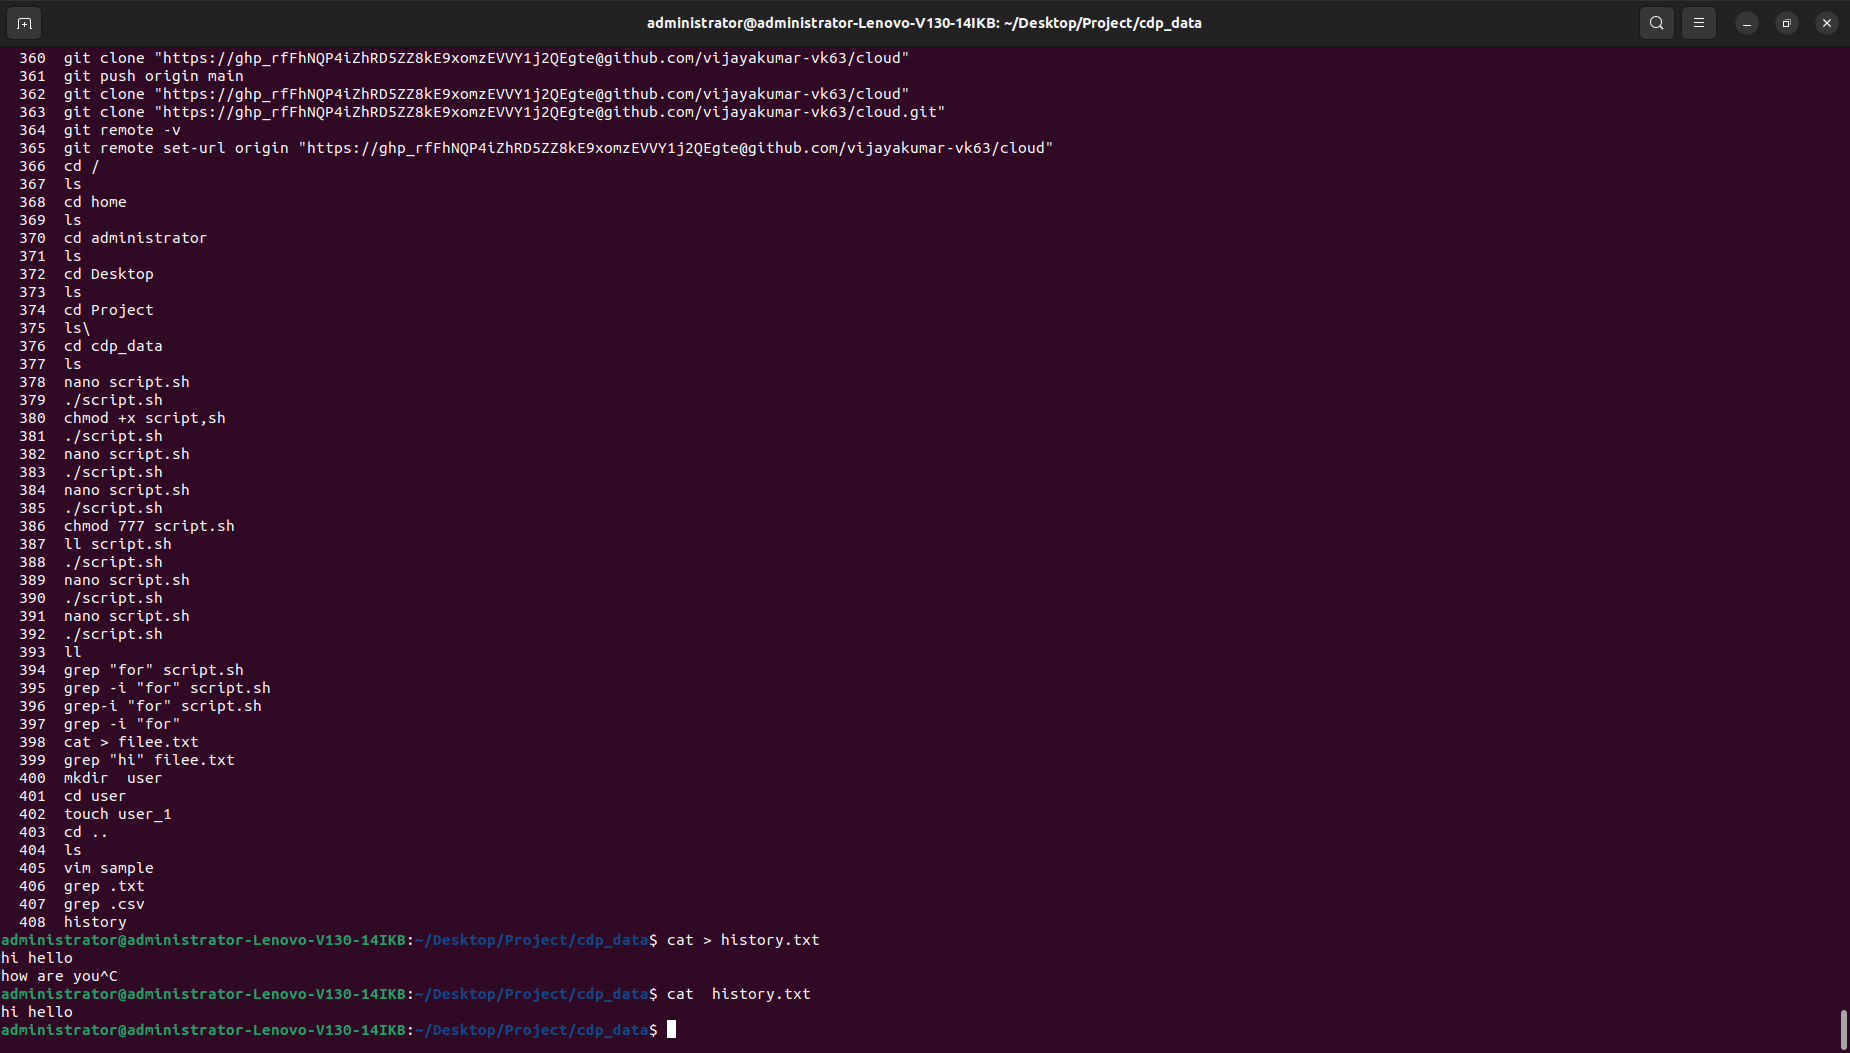 administrator@administrator-Lenovo-V130-14IKB: ~/Desktop/Project/cdp_data
360 git clone "https://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@github.com/vijayakumar-vk63/cloud"
361 git push origin main
362 git clone "https://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@github.com/vijayakumar-vk63/cloud"
363 git clone "https://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@github.com/vijayakumar-vk63/cloud.git"
364 git remote -v
365 git remote set-url origin "https://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@github.com/vijayakumar-vk63/cloud"
366 cd /
367 ls
368 cd home
369 ls
370 cd administrator
371 ls
372 cd Desktop
373 ls
374 cd Project
375 ls\
376 cd cdp_data
377 ls
378 nano script.sh
379 ./script.sh
380 chmod +x script,sh
381 ./script.sh
382 nano script.sh
383 ./script.sh
384 nano script.sh
385 ./script.sh
386 chmod 777 script.sh
387 ll script.sh
388 ./script.sh
389 nano script.sh
390 ./script.sh
391 nano script.sh
392 ./script.sh
393 ll
394 grep "for" script.sh
395 grep -i "for" script.sh
396 grep-i "for" script.sh
397 grep -i "for"
398 cat > filee.txt
399 grep "hi" filee.txt
400 mkdir  user
401 cd user
402 touch user_1
403 cd ..
404 ls
405 vim sample
406 grep .txt
407 grep .csv
408 history
administrator@administrator-Lenovo-V130-14IKB:~/Desktop/Project/cdp_data$ cat > history.txt
hi hello
how are you^C
administrator@administrator-Lenovo-V130-14IKB:~/Desktop/Project/cdp_data$ cat  history.txt
hi hello
administrator@administrator-Lenovo-V130-14IKB:~/Desktop/Project/cdp_data$